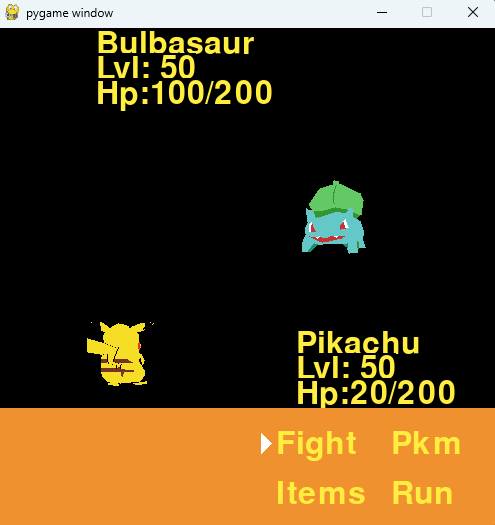 pygame window
Bulbasaur
Lvl: 50
Hp:100/200
Pikachu
Lvl: 50
Hp:20/200
Fight Pkm
Items Run